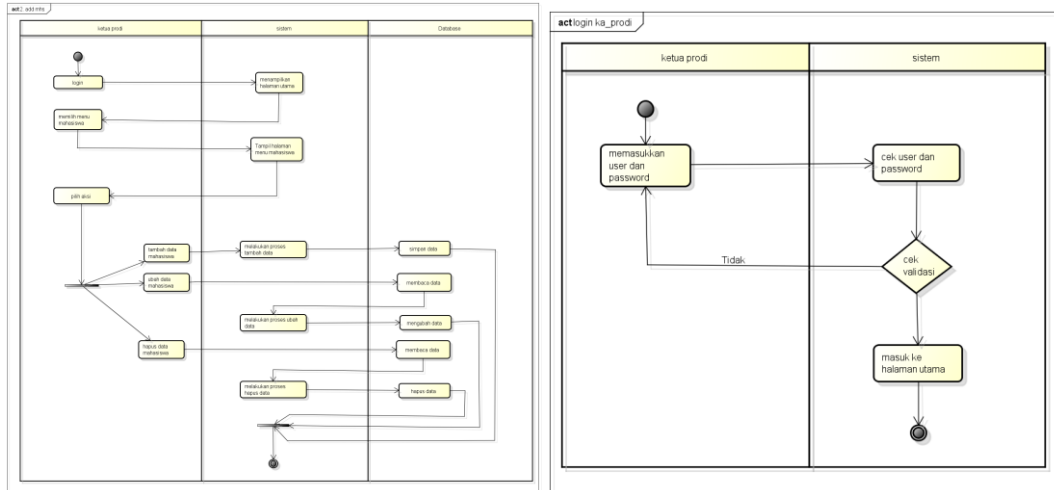 act 2. add mhs
ketua prodi
sistem
Database
login
menampilkan
halaman utama
memilih menu
mahasiswa
Tampil halaman
menu mahasiswa
pilih aksi
tambah data
mahasiswa
melakukan proses
tambah data
simpan data
ubah data
mahasiswa
membaca data
melakukan proses ubah
data
mengubah data
hapus data
mahasiswa
membaca data
melakukan proses
hapus data
hapus data
act login ka_prodi
ketua prodi
sistem
memasukkan
user dan
password
cek user dan
password
Tidak
cek
validasi
masuk ke
halaman utama